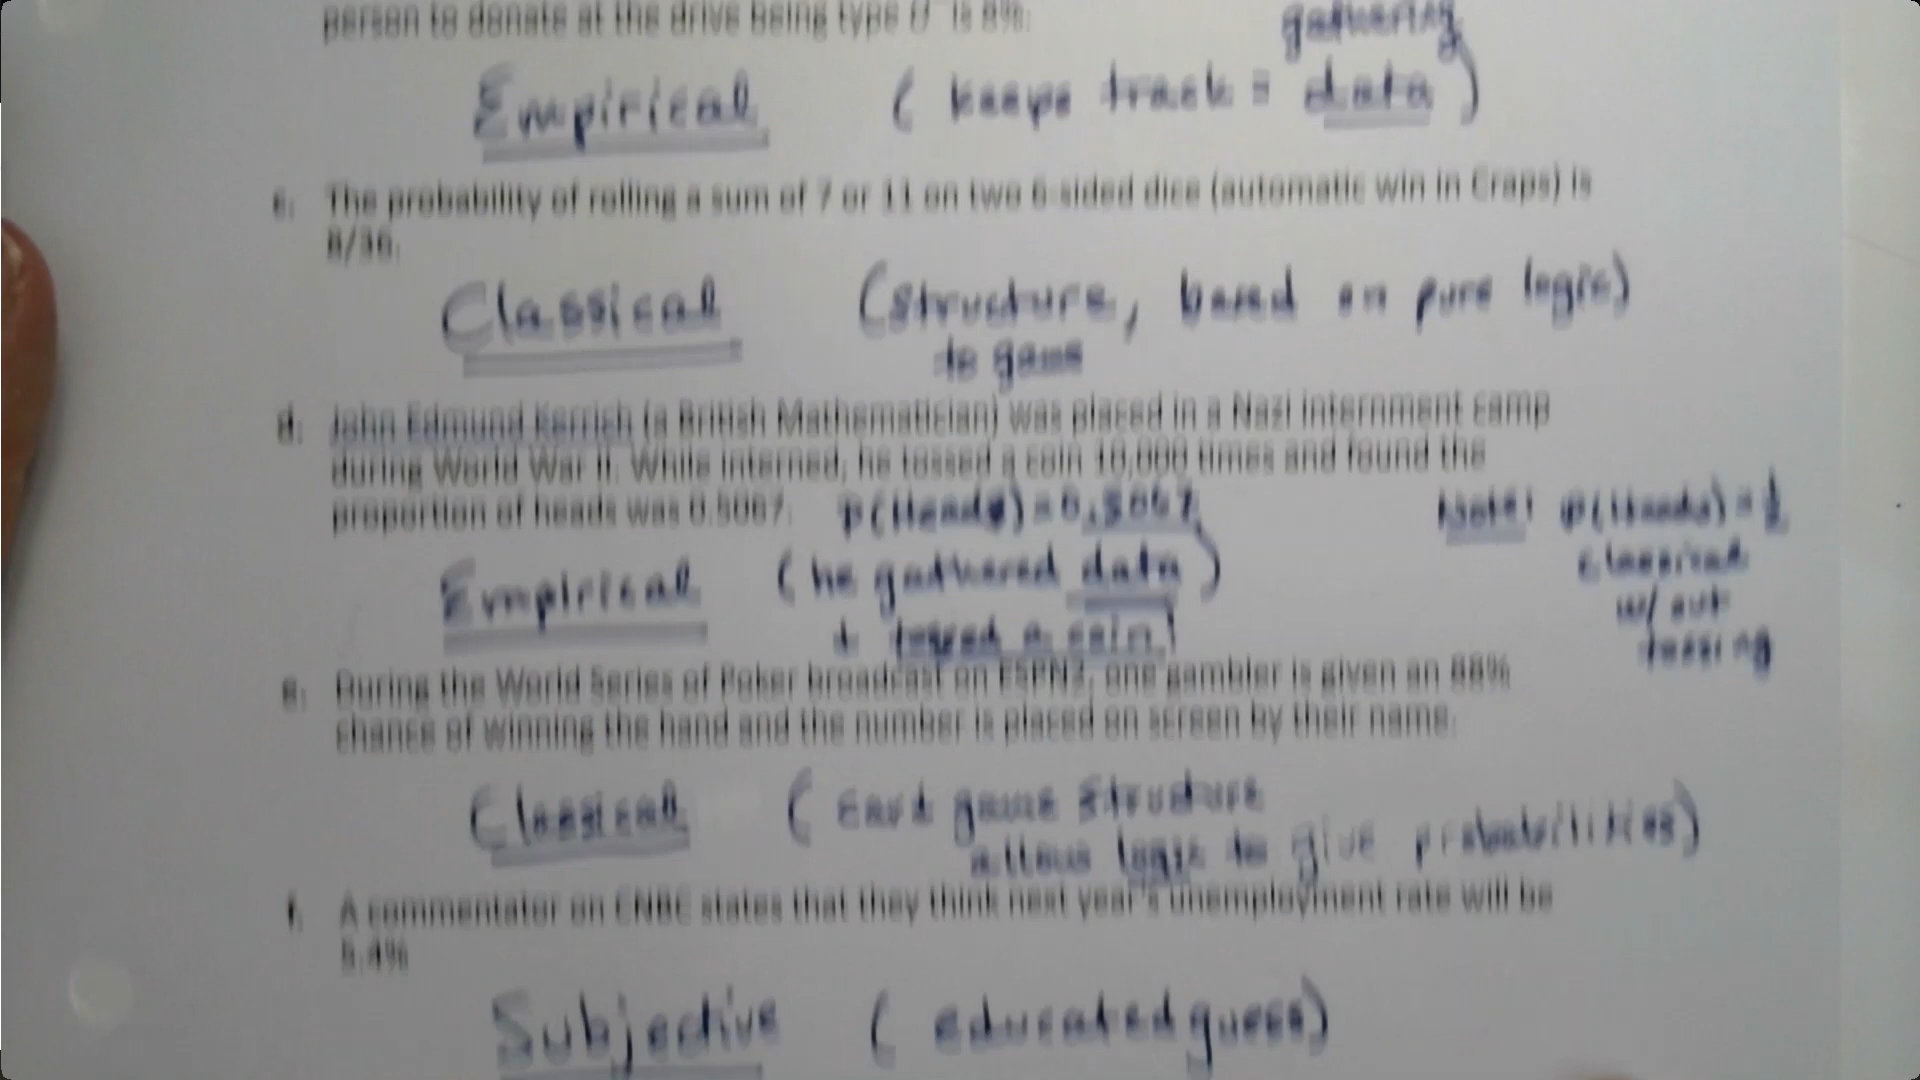 person to donate at the drive being type O⁻ is 8%.
gathering
Empirical ( keeps track = data )
c. The probability of rolling a sum of 7 or 11 on two 6-sided dice (automatic win in Craps) is
8/36.
Classical (structure, based on pure logic)
to game
d. John Edmund Kerrich (a British Mathematician) was placed in a Nazi internment camp
during World War II. While interned, he tossed a coin 10,000 times and found the
proportion of heads was 0.5067. P(Heads) = 0.5067 Note! P(Heads) = 1/2
Empirical (he gathered data) Classical
+ tossed a coin! w/out
tossing
e. During the World Series of Poker broadcast on ESPN2, one gambler is given an 88%
chance of winning the hand and the number is placed on screen by their name.
Classical ( card game structure
allows logic to give probabilities)
f. A commentator on CNBC states that they think next year's unemployment rate will be
5.4%
Subjective ( educated guess)